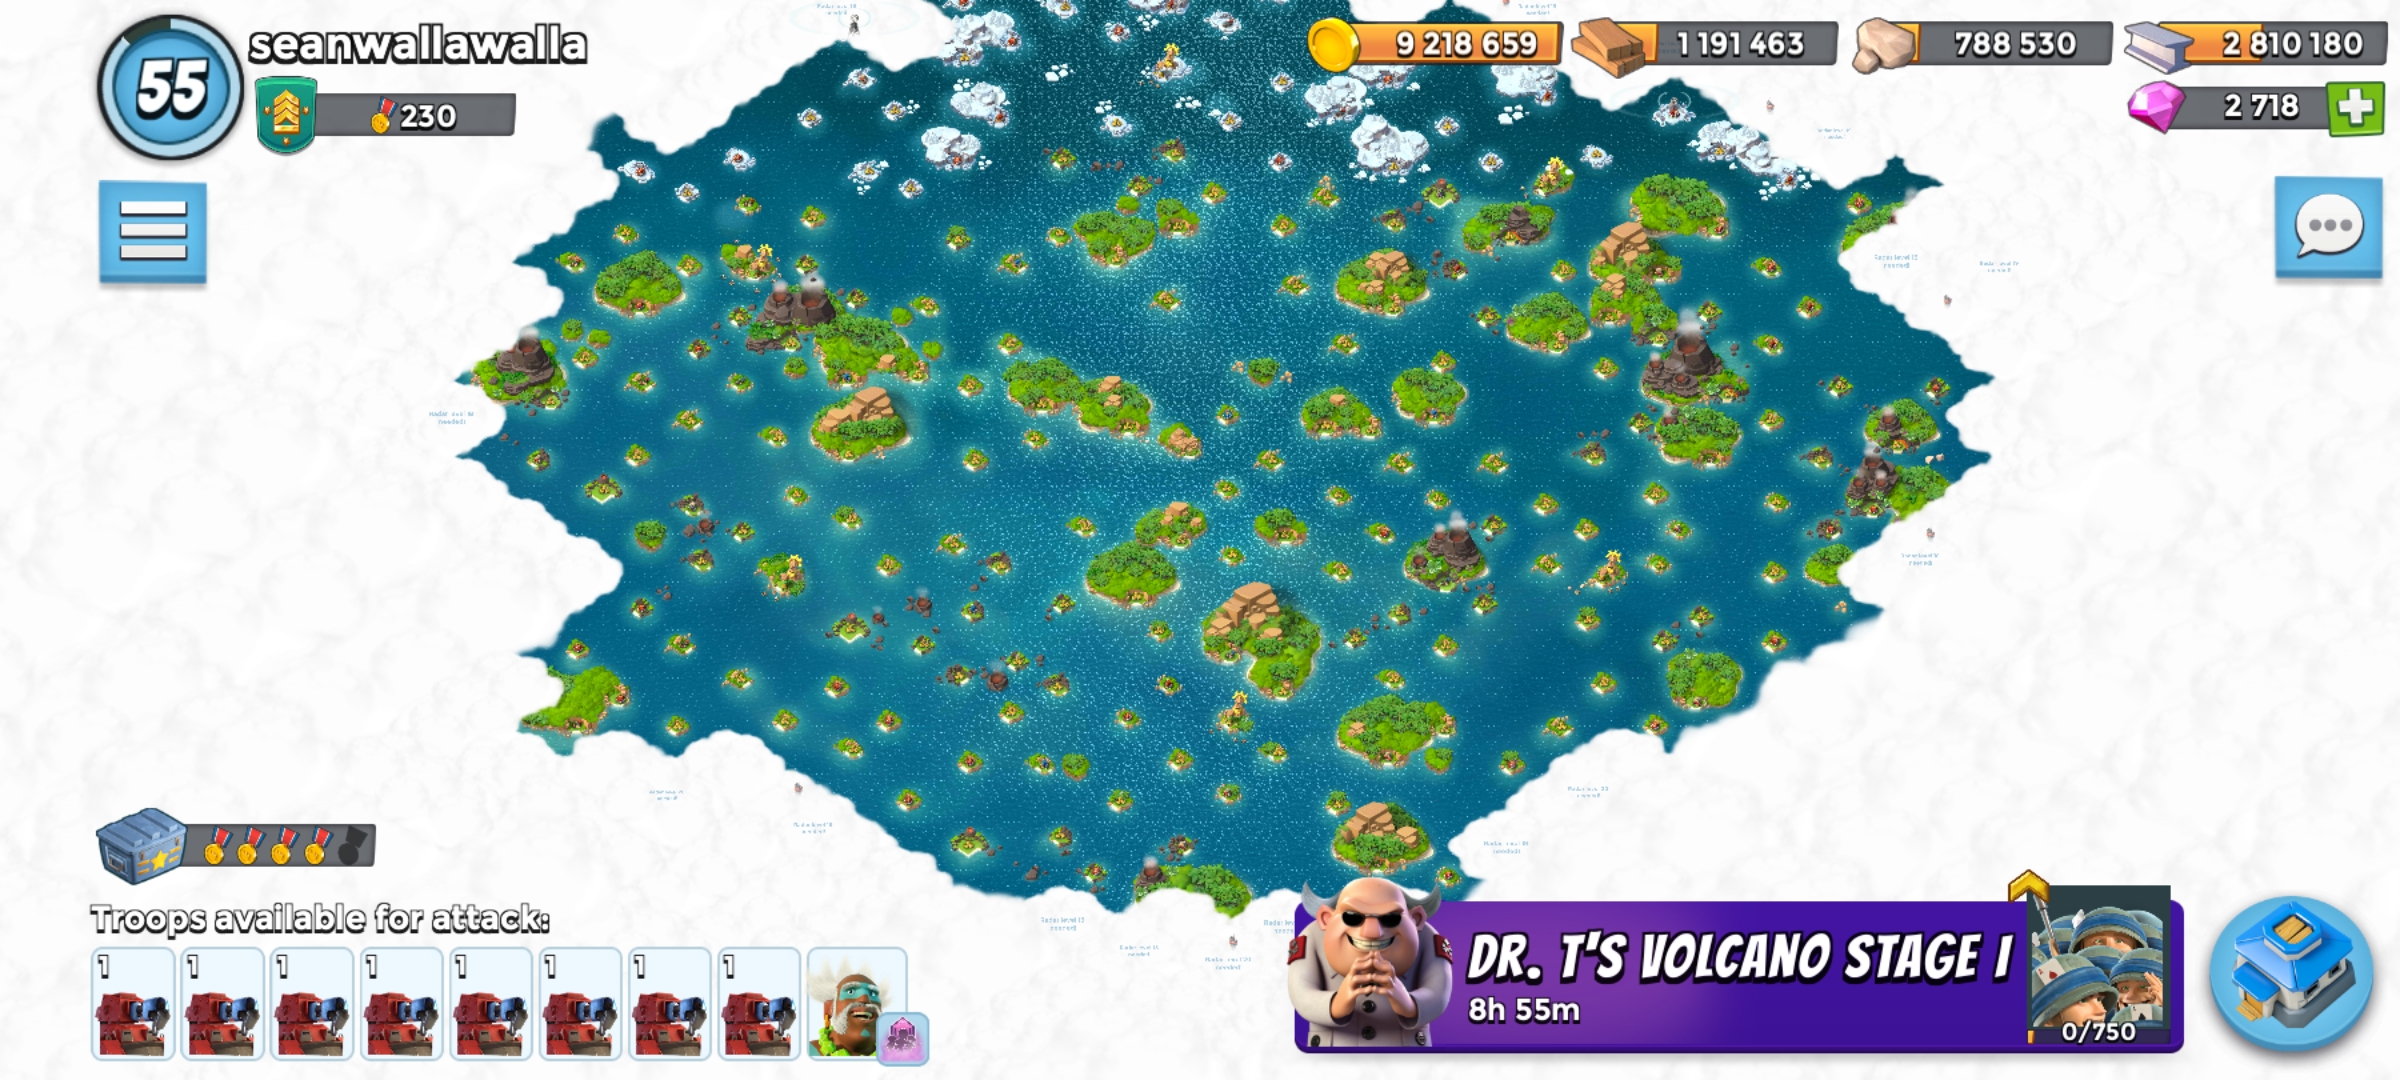 55
seanwallawalla
230
9 218 659
1 191 463
788 530
2 810 180
2 718
Troops available for attack:
1
1
1
1
1
1
1
1
DR. T'S VOLCANO STAGE I
8h 55m
0/750